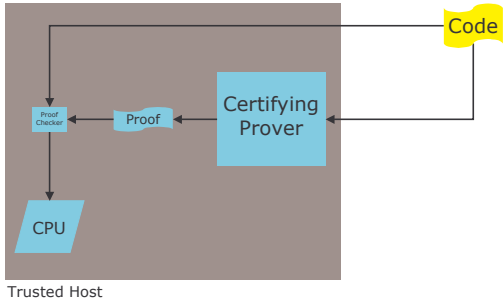 Code
Certifying
Prover
Proof
Proof
Checker
CPU
Trusted Host